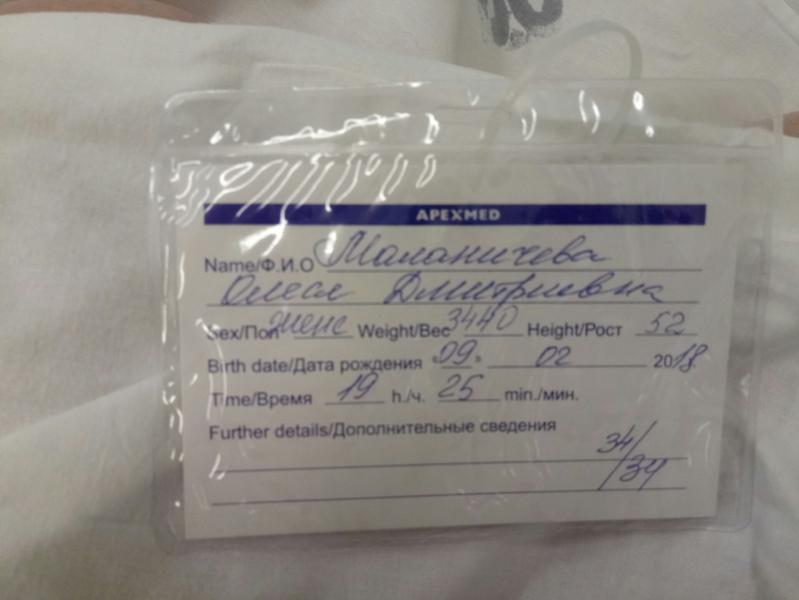 APEXMED
Name/Ф.И.О Маланичева
Олеся Дмитриевна
Sex/Пол женс Weight/Вес 3440 Height/Рост 52
Birth date/Дата рождения "09" 02 2018.
Time/Время 19 h./ч. 25 min./мин.
Further details/Дополнительные сведения
34/34